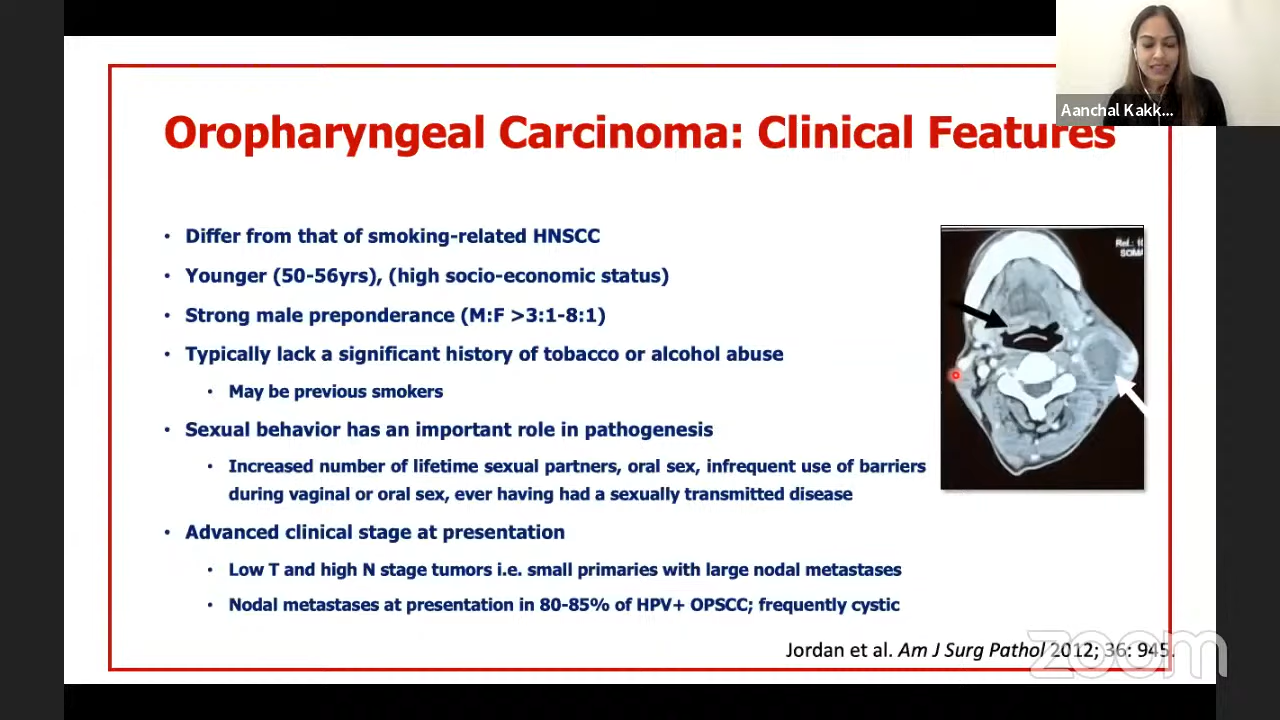 Aanchal Kakk...
Oropharyngeal Carcinoma: Clinical Features
• Differ from that of smoking-related HNSCC
• Younger (50-56yrs), (high socio-economic status)
• Strong male preponderance (M:F >3:1-8:1)
• Typically lack a significant history of tobacco or alcohol abuse
• May be previous smokers
• Sexual behavior has an important role in pathogenesis
• Increased number of lifetime sexual partners, oral sex, infrequent use of barriers
during vaginal or oral sex, ever having had a sexually transmitted disease
• Advanced clinical stage at presentation
• Low T and high N stage tumors i.e. small primaries with large nodal metastases
• Nodal metastases at presentation in 80-85% of HPV+ OPSCC; frequently cystic
Jordan et al. Am J Surg Pathol 2012; 36: 945.
zoom